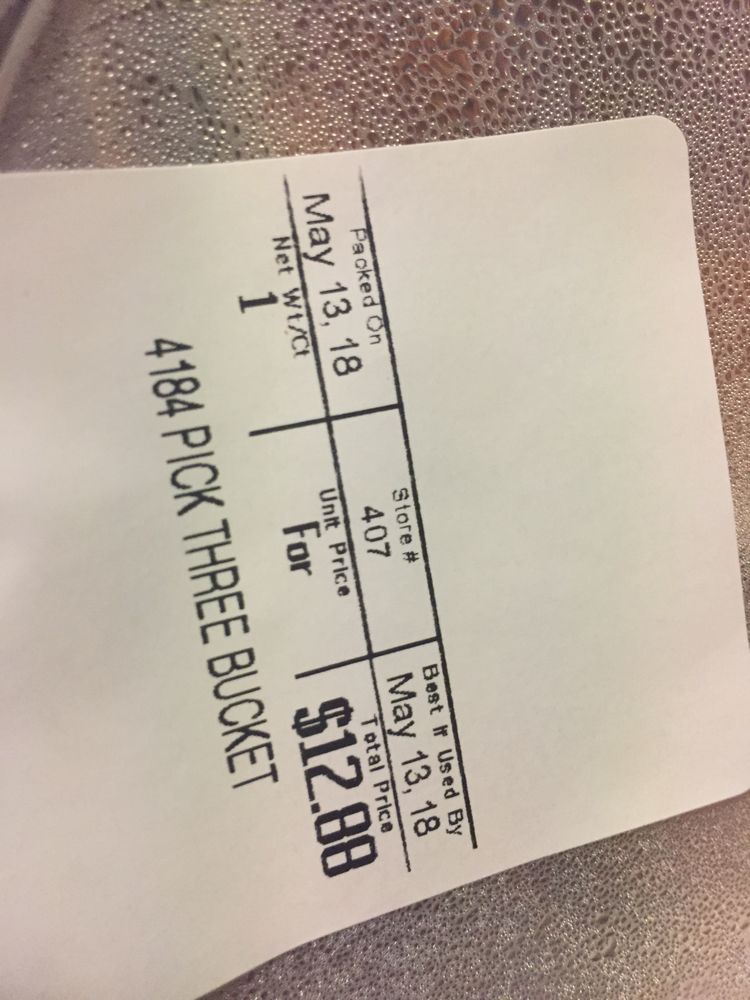 Packed On Store # Best If Used By
May 13, 18 407 May 13, 18
Net Wt/Ct Unit Price Total Price
1 For $12.88
4184 PICK THREE BUCKET